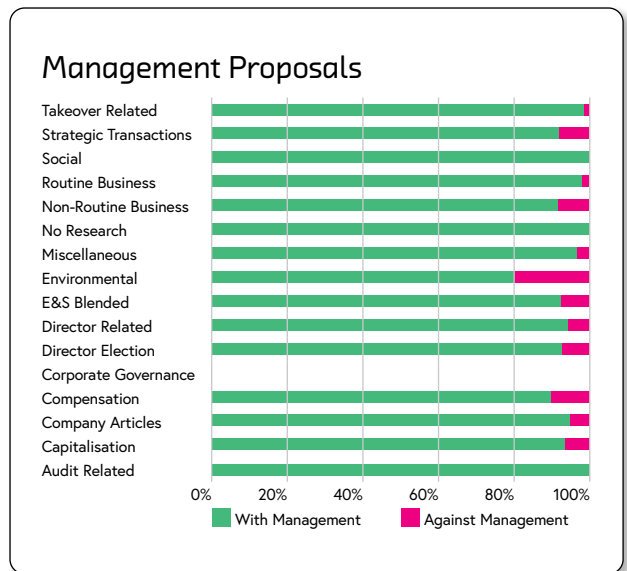 Management Proposals
Takeover Related
Strategic Transactions
Social
Routine Business
Non-Routine Business
No Research
Miscellaneous
Environmental
E&S Blended
Director Related
Director Election
Corporate Governance
Compensation
Company Articles
Capitalisation
Audit Related
0% 20% 40% 60% 80% 100%
With Management Against Management